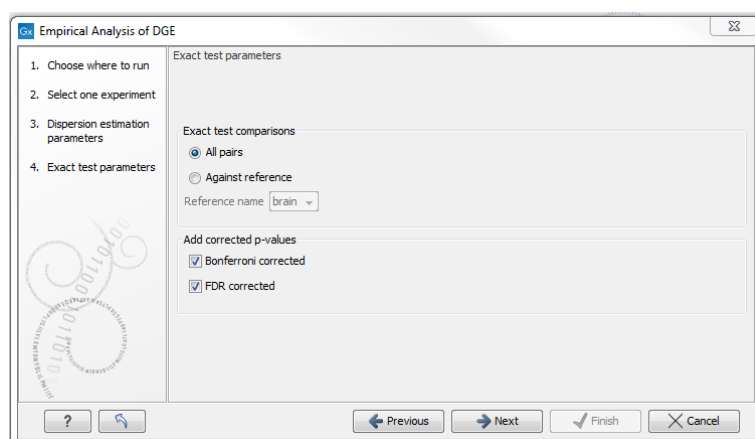 Gx Empirical Analysis of DGE
1. Choose where to run
2. Select one experiment
3. Dispersion estimation
parameters
4. Exact test parameters
Exact test parameters
Exact test comparisons
All pairs
Against reference
Reference name brain
Add corrected p-values
Bonferroni corrected
FDR corrected
? Previous Next Finish Cancel